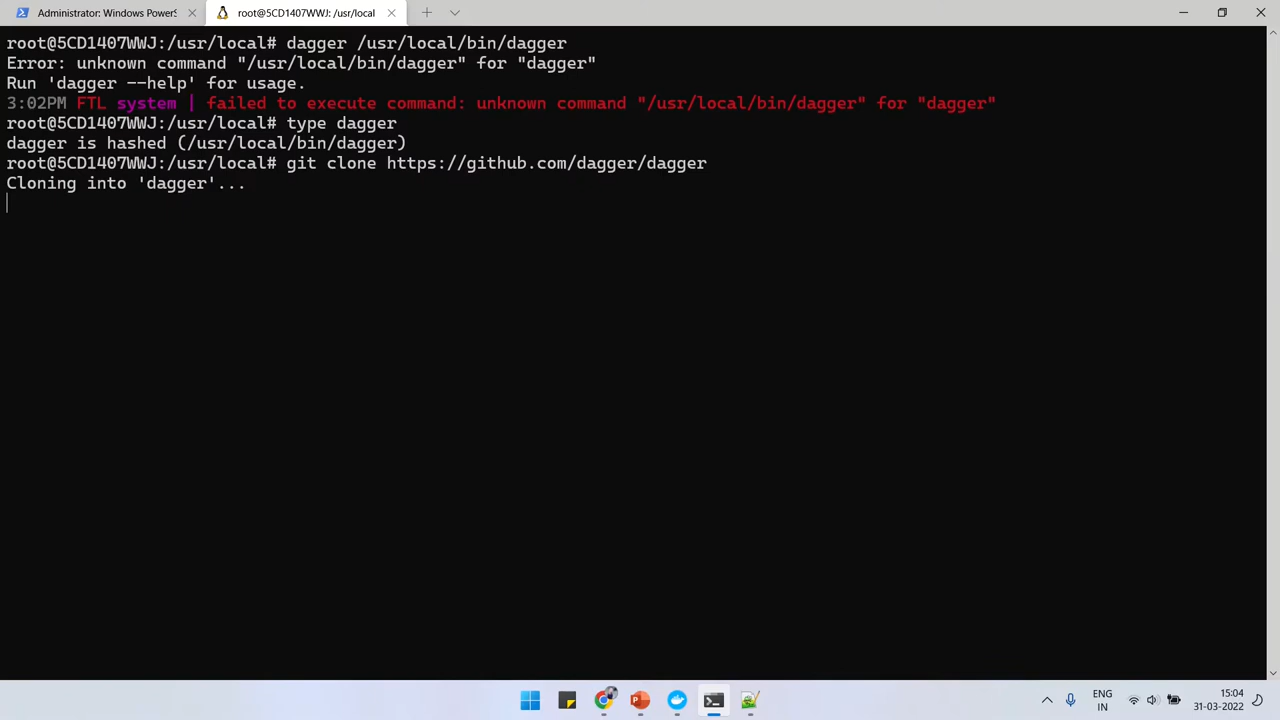 Administrator: Windows PowerS
root@5CD1407WWJ: /usr/local
root@5CD1407WWJ:/usr/local# dagger /usr/local/bin/dagger
Error: unknown command "/usr/local/bin/dagger" for "dagger"
Run 'dagger --help' for usage.
3:02PM FTL system | failed to execute command: unknown command "/usr/local/bin/dagger" for "dagger"
root@5CD1407WWJ:/usr/local# type dagger
dagger is hashed (/usr/local/bin/dagger)
root@5CD1407WWJ:/usr/local# git clone https://github.com/dagger/dagger
Cloning into 'dagger'...
ENG
IN
15:04
31-03-2022